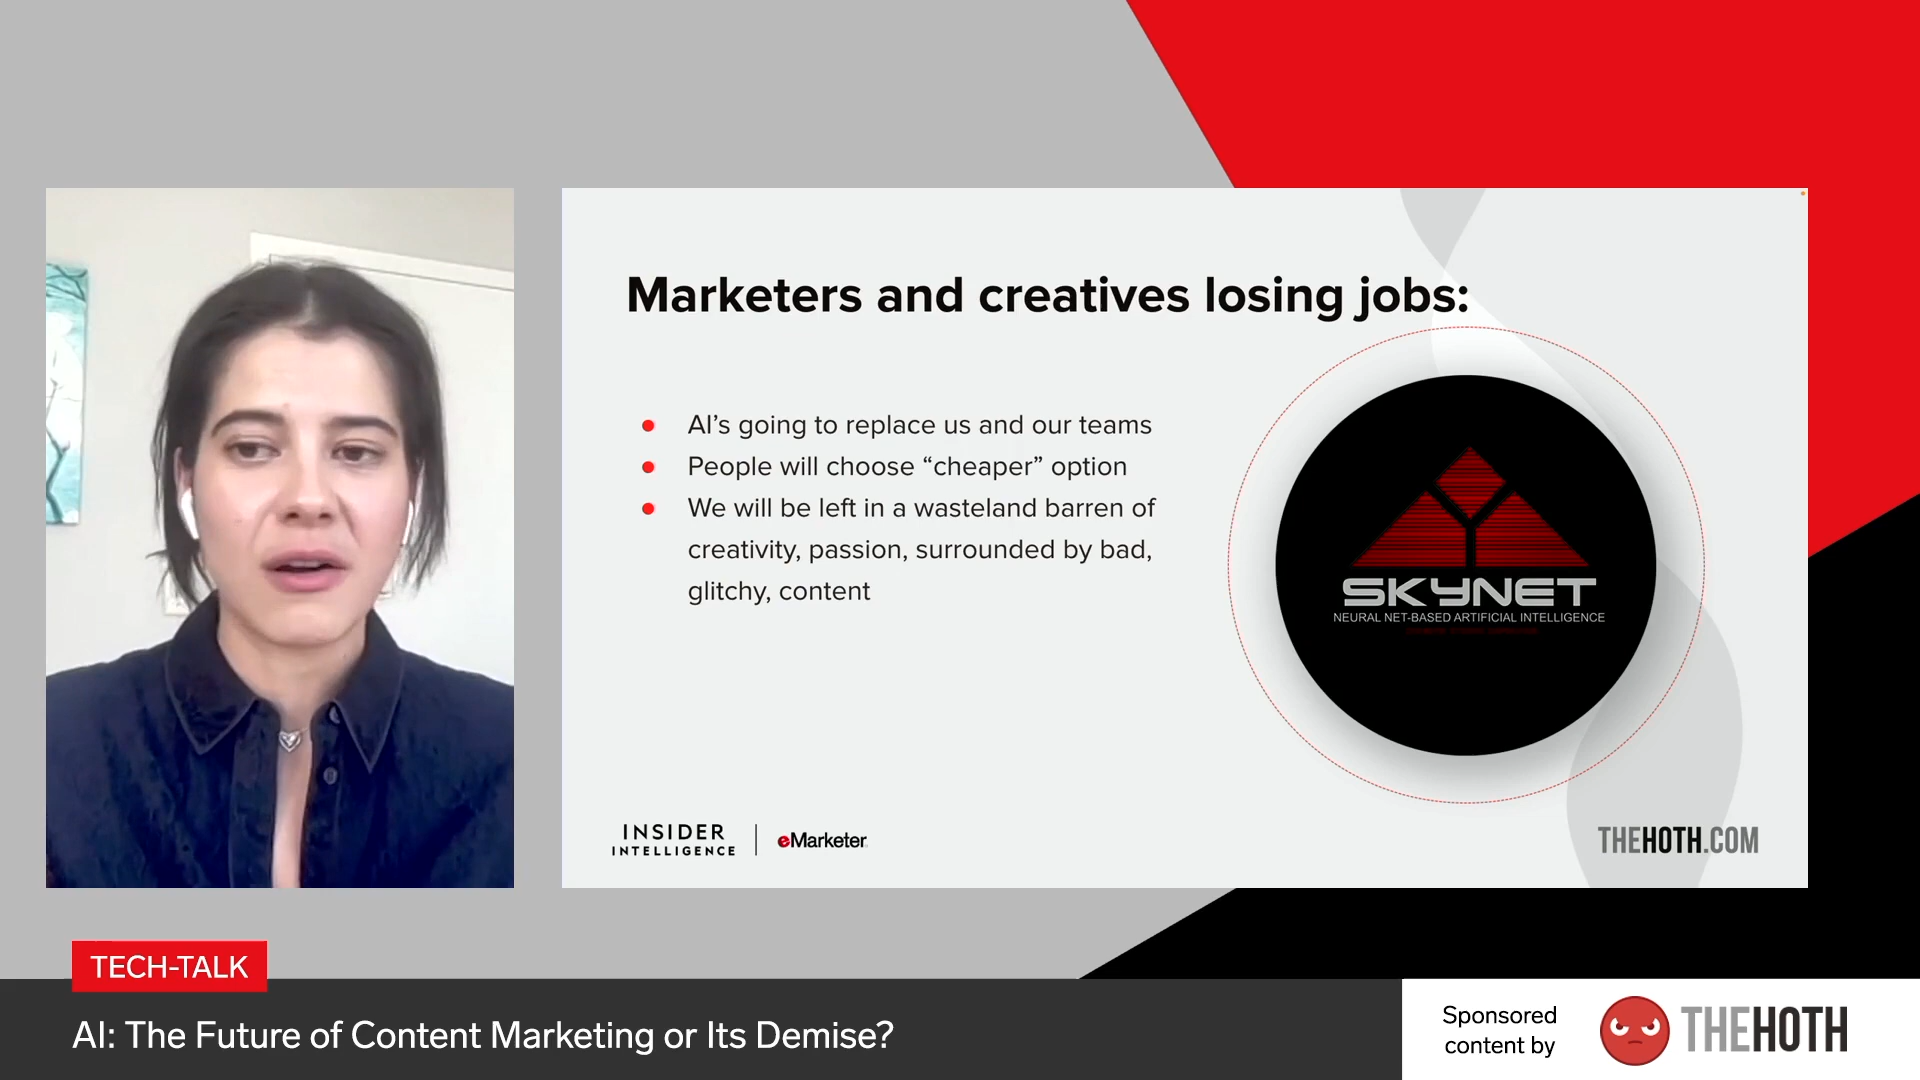 Marketers and creatives losing jobs:
● AI’s going to replace us and our teams
● People will choose “cheaper” option
● We will be left in a wasteland barren of
creativity, passion, surrounded by bad,
glitchy, content
SKYNET
NEURAL NET-BASED ARTIFICIAL INTELLIGENCE
INSIDER
INTELLIGENCE
eMarketer
THEHOTH.COM
TECH-TALK
AI: The Future of Content Marketing or Its Demise?
Sponsored
content by
THEHOTH